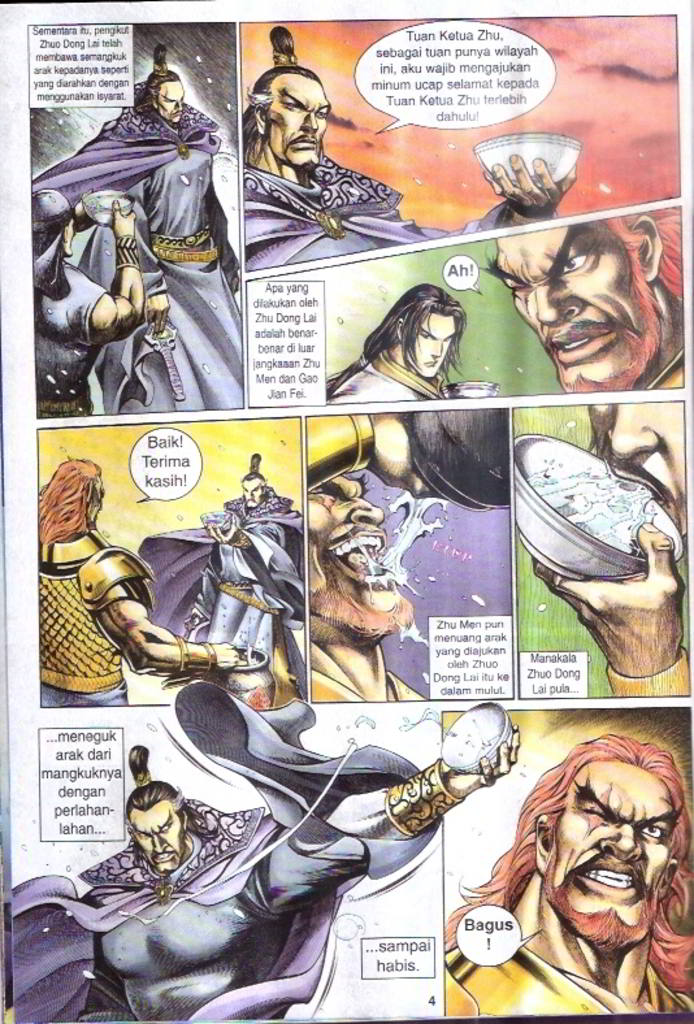 Sementara itu, pengikut
Zhuo Dong Lai telah
membawa semangkuk
arak kepadanya seperti
yang diarahkan dengan
menggunakan isyarat.
Tuan Ketua Zhu,
sebagai tuan punya wilayah
ini, aku wajib mengajukan
minum ucap selamat kepada
Tuan Ketua Zhu terlebih
dahulu!
Apa yang
dilakukan oleh
Zhu Dong Lai
adalah benar-
benar di luar
jangkaaan Zhu
Men dan Gao
Jian Fei.
Ah!
Baik!
Terima
kasih!
Zhu Men pun
menuang arak
yang diajukan
oleh Zhuo
Dong Lai itu ke
dalam mulut.
Manakala
Zhuo Dong
Lai pula...
...meneguk
arak dari
mangkuknya
dengan
perlahan-
lahan...
...sampai
habis.
Bagus
!
4